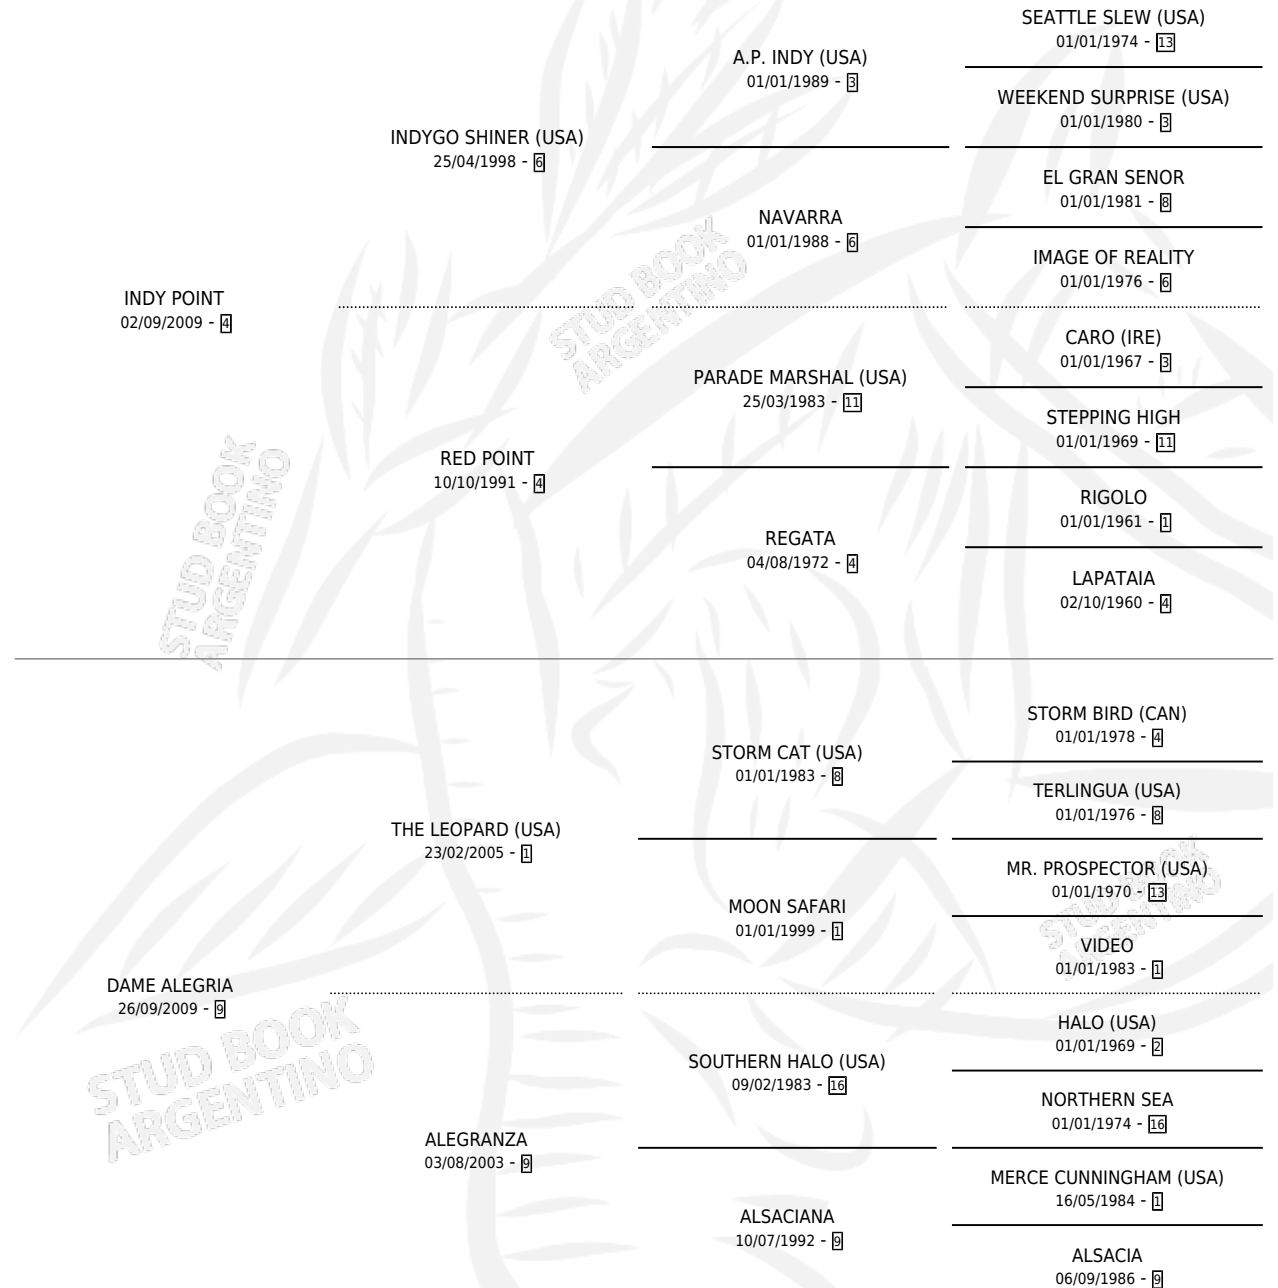 SEATTLE SLEW (USA)
01/01/1974 - 13
A.P. INDY (USA)
01/01/1989 - 3
WEEKEND SURPRISE (USA)
01/01/1980 - 3
INDYGO SHINER (USA)
25/04/1998 - 6
EL GRAN SENOR
01/01/1981 - 8
NAVARRA
01/01/1988 - 6
IMAGE OF REALITY
01/01/1976 - 6
INDY POINT
02/09/2009 - 4
CARO (IRE)
01/01/1967 - 3
PARADE MARSHAL (USA)
25/03/1983 - 11
STEPPING HIGH
01/01/1969 - 11
RED POINT
10/10/1991 - 4
RIGOLO
01/01/1961 - 1
REGATA
04/08/1972 - 4
LAPATAIA
02/10/1960 - 4
STORM BIRD (CAN)
01/01/1978 - 4
STORM CAT (USA)
01/01/1983 - 8
TERLINGUA (USA)
01/01/1976 - 8
THE LEOPARD (USA)
23/02/2005 - 1
MR. PROSPECTOR (USA)
01/01/1970 - 13
MOON SAFARI
01/01/1999 - 1
VIDEO
01/01/1983 - 1
DAME ALEGRIA
26/09/2009 - 9
HALO (USA)
01/01/1969 - 2
SOUTHERN HALO (USA)
09/02/1983 - 16
NORTHERN SEA
01/01/1974 - 16
ALEGRANZA
03/08/2003 - 9
MERCE CUNNINGHAM (USA)
16/05/1984 - 1
ALSACIANA
10/07/1992 - 9
ALSACIA
06/09/1986 - 9
STUD BOOK
ARGENTINO
STUD BOOK
ARGENTINO
STUD BOOK
ARGENTINO
STUD BOOK
ARGENTINO